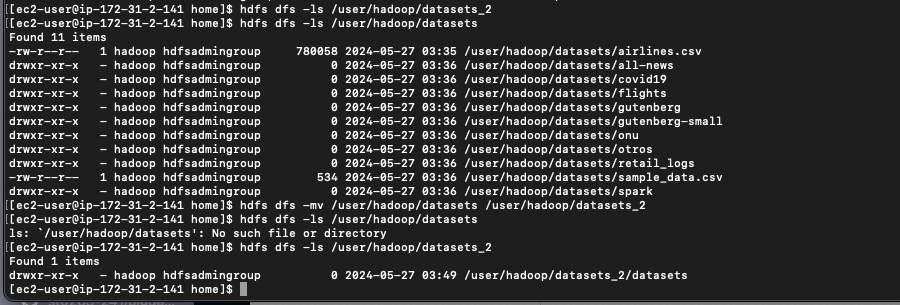 [[ec2-user@ip-172-31-2-141 home]$ hdfs dfs -ls /user/hadoop/datasets_2
[[ec2-user@ip-172-31-2-141 home]$ hdfs dfs -ls /user/hadoop/datasets
Found 11 items
-rw-r--r--   1 hadoop hdfsadmingroup     780058 2024-05-27 03:35 /user/hadoop/datasets/airlines.csv
drwxr-xr-x   - hadoop hdfsadmingroup          0 2024-05-27 03:36 /user/hadoop/datasets/all-news
drwxr-xr-x   - hadoop hdfsadmingroup          0 2024-05-27 03:36 /user/hadoop/datasets/covid19
drwxr-xr-x   - hadoop hdfsadmingroup          0 2024-05-27 03:36 /user/hadoop/datasets/flights
drwxr-xr-x   - hadoop hdfsadmingroup          0 2024-05-27 03:36 /user/hadoop/datasets/gutenberg
drwxr-xr-x   - hadoop hdfsadmingroup          0 2024-05-27 03:36 /user/hadoop/datasets/gutenberg-small
drwxr-xr-x   - hadoop hdfsadmingroup          0 2024-05-27 03:36 /user/hadoop/datasets/onu
drwxr-xr-x   - hadoop hdfsadmingroup          0 2024-05-27 03:36 /user/hadoop/datasets/otros
drwxr-xr-x   - hadoop hdfsadmingroup          0 2024-05-27 03:36 /user/hadoop/datasets/retail_logs
-rw-r--r--   1 hadoop hdfsadmingroup        534 2024-05-27 03:36 /user/hadoop/datasets/sample_data.csv
drwxr-xr-x   - hadoop hdfsadmingroup          0 2024-05-27 03:36 /user/hadoop/datasets/spark
[[ec2-user@ip-172-31-2-141 home]$ hdfs dfs -mv /user/hadoop/datasets /user/hadoop/datasets_2
[[ec2-user@ip-172-31-2-141 home]$ hdfs dfs -ls /user/hadoop/datasets
ls: `/user/hadoop/datasets': No such file or directory
[[ec2-user@ip-172-31-2-141 home]$ hdfs dfs -ls /user/hadoop/datasets_2
Found 1 items
drwxr-xr-x   - hadoop hdfsadmingroup          0 2024-05-27 03:49 /user/hadoop/datasets_2/datasets
[ec2-user@ip-172-31-2-141 home]$